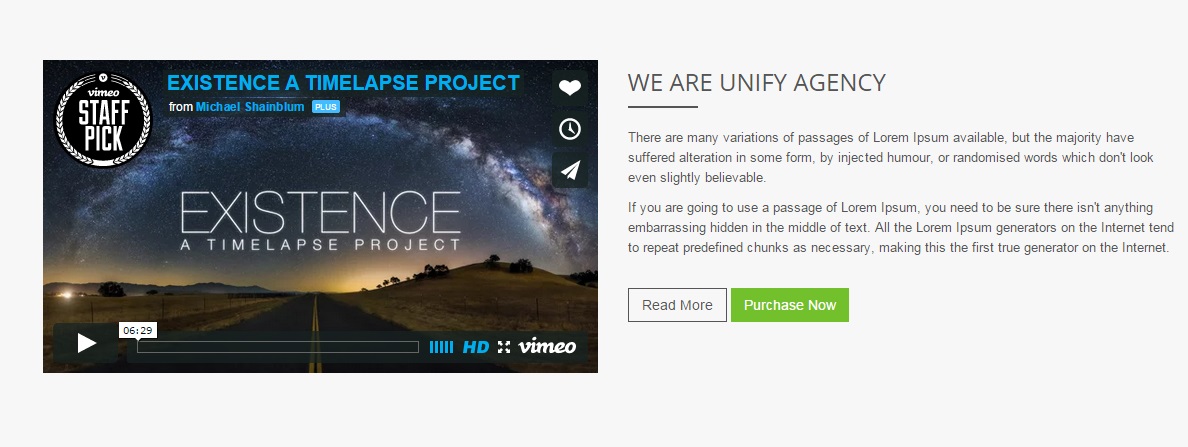 vimeo
STAFF
PICK
EXISTENCE A TIMELAPSE PROJECT
from Michael Shainblum PLUS
EXISTENCE
A TIMELAPSE PROJECT
06:29
HD vimeo
WE ARE UNIFY AGENCY
There are many variations of passages of Lorem Ipsum available, but the majority have
suffered alteration in some form, by injected humour, or randomised words which don't look
even slightly believable.
If you are going to use a passage of Lorem Ipsum, you need to be sure there isn't anything
embarrassing hidden in the middle of text. All the Lorem Ipsum generators on the Internet tend
to repeat predefined chunks as necessary, making this the first true generator on the Internet.
Read More Purchase Now